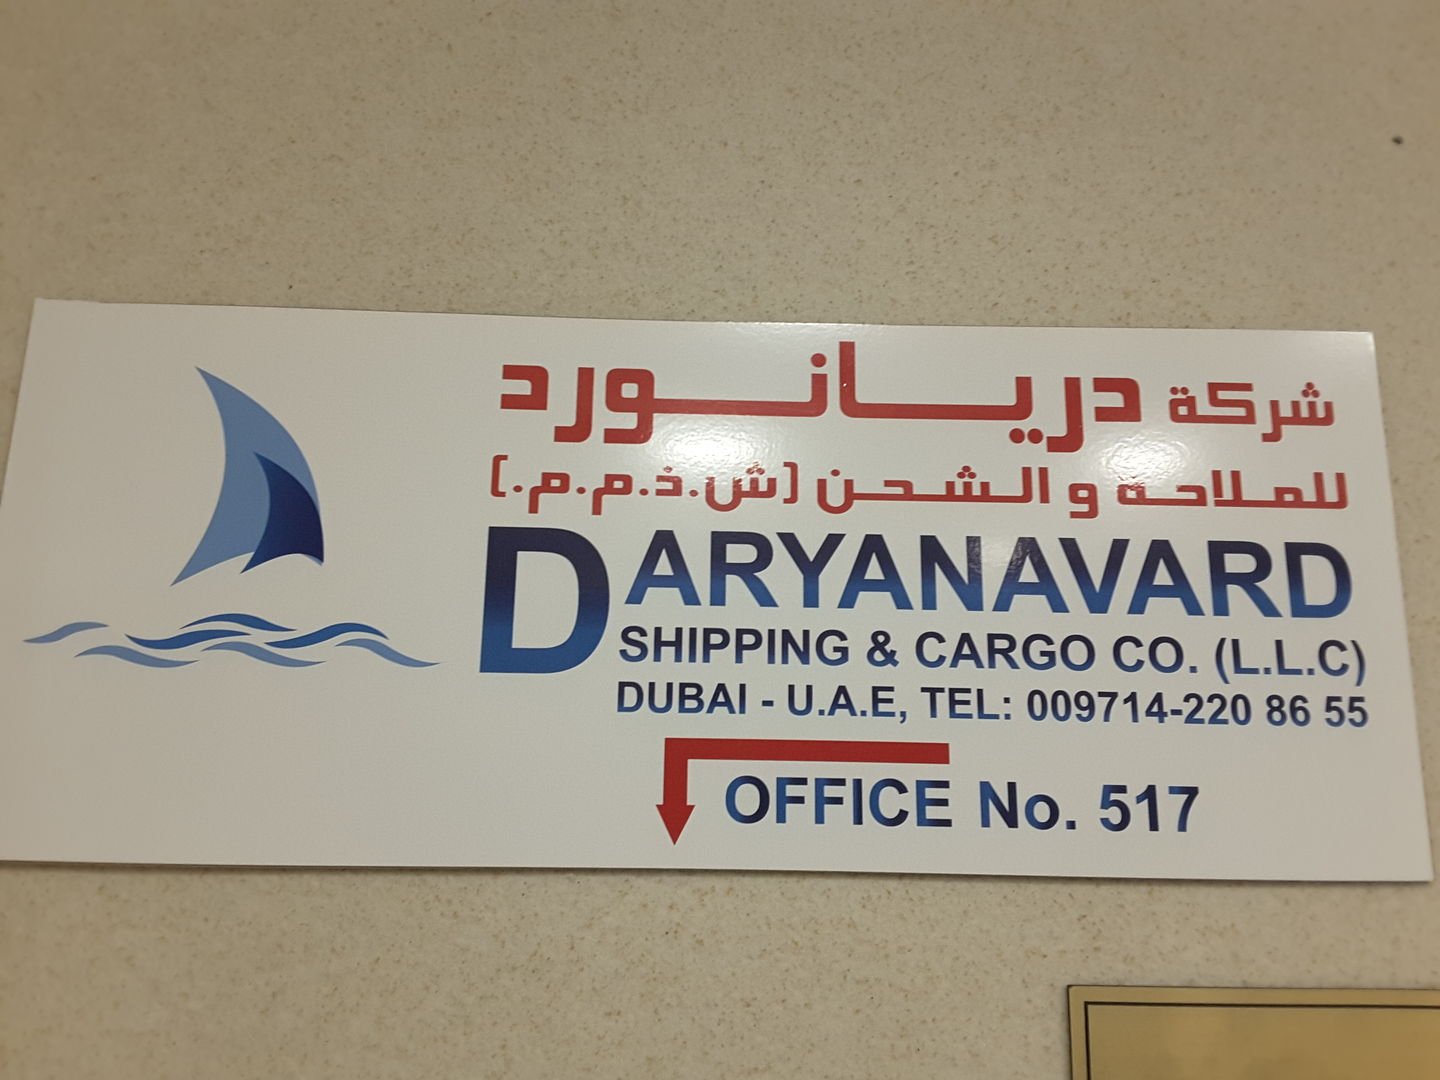 شركة دريانورد
للملاحة و الشحن (ش.ذ.م.م.)
DARYANAVARD
SHIPPING & CARGO CO. (L.L.C)
DUBAI - U.A.E, TEL: 009714-220 86 55
OFFICE No. 517